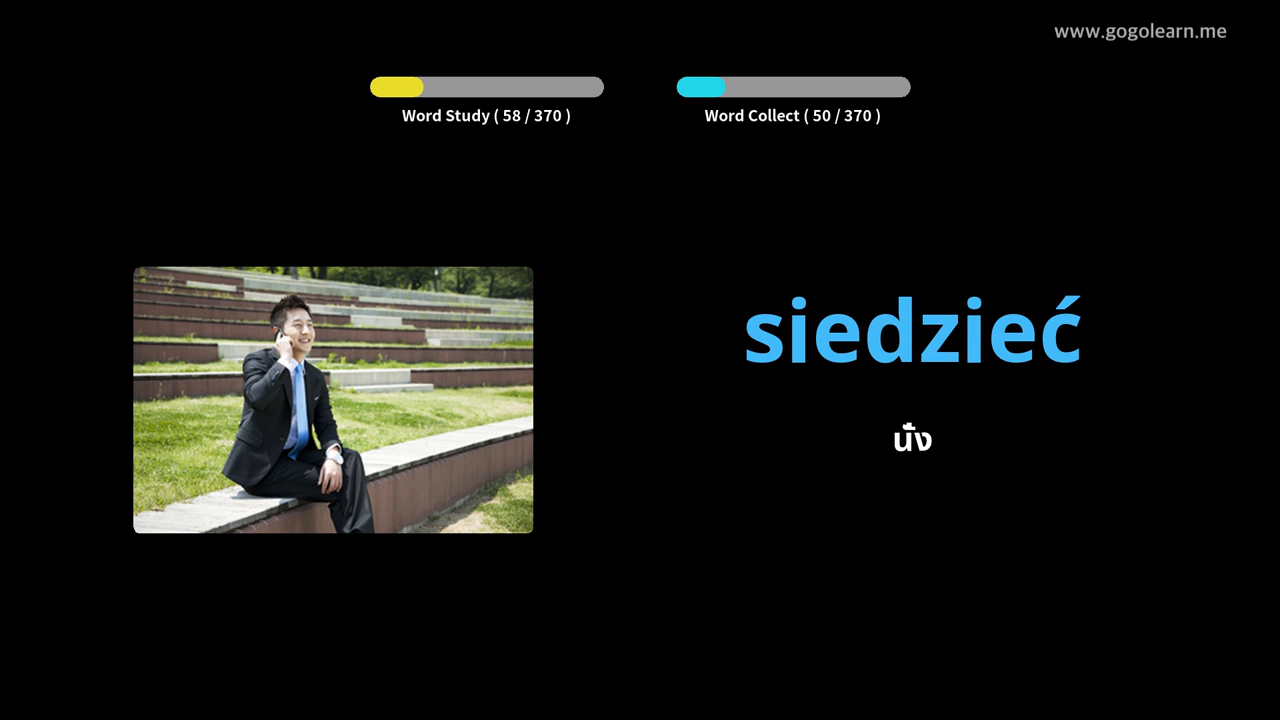 www.gogolearn.me
Word Study ( 58 / 370 )
Word Collect ( 50 / 370 )
siedzieć
นั่ง